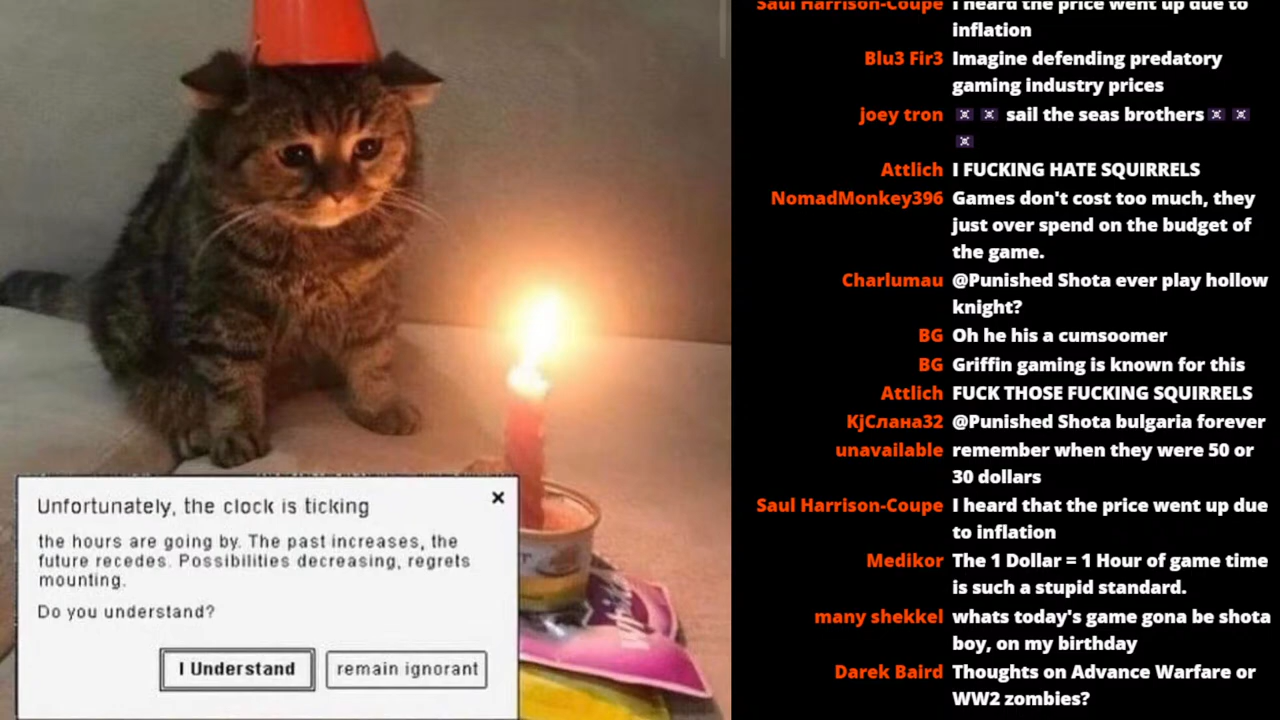 Unfortunately, the clock is ticking
the hours are going by. The past increases, the
future recedes. Possibilities decreasing, regrets
mounting.
Do you understand?
I Understand
remain ignorant
Saul Harrison-Coupe I heard the price went up due to
inflation
Blu3 Fir3 Imagine defending predatory
gaming industry prices
joey tron sail the seas brothers
Attlich I FUCKING HATE SQUIRRELS
NomadMonkey396 Games don't cost too much, they
just over spend on the budget of
the game.
Charlumau @Punished Shota ever play hollow
knight?
BG Oh he his a cumsoomer
BG Griffin gaming is known for this
Attlich FUCK THOSE FUCKING SQUIRRELS
КјСлана32 @Punished Shota bulgaria forever
unavailable remember when they were 50 or
30 dollars
Saul Harrison-Coupe I heard that the price went up due
to inflation
Medikor The 1 Dollar = 1 Hour of game time
is such a stupid standard.
many shekkel whats today's game gona be shota
boy, on my birthday
Darek Baird Thoughts on Advance Warfare or
WW2 zombies?